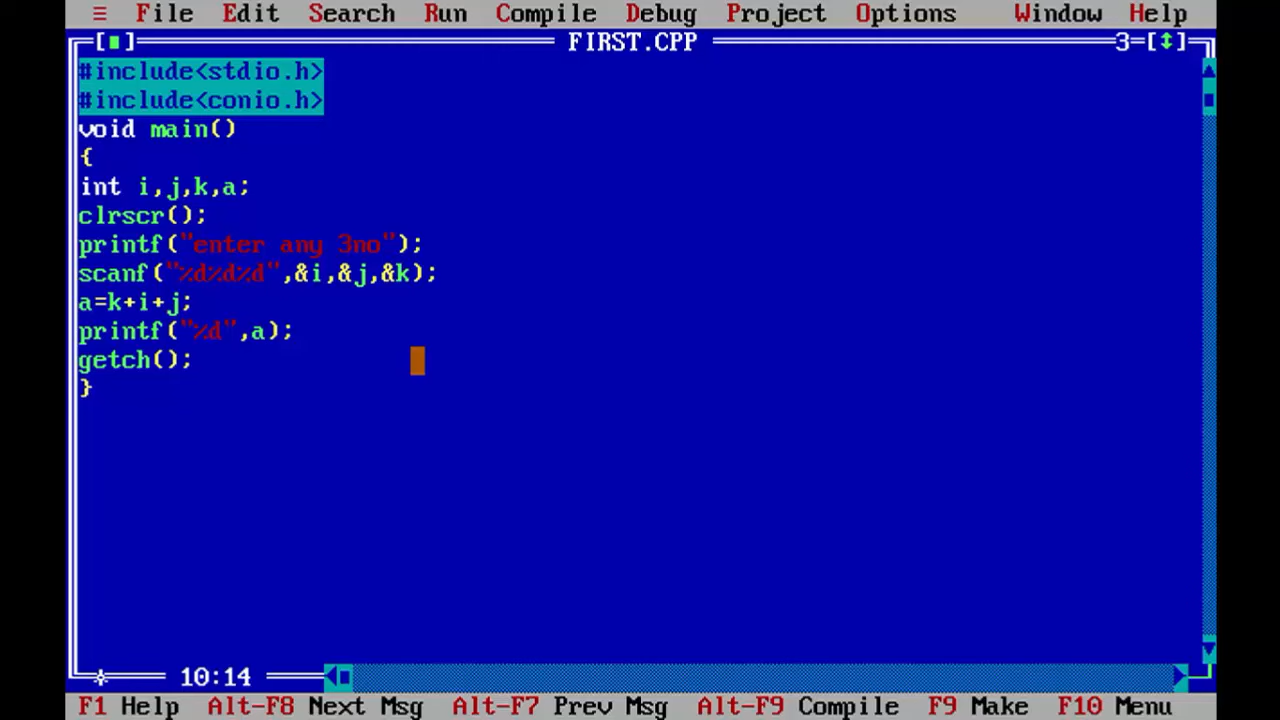 ≡ File Edit Search Run Compile Debug Project Options Window Help
[■] FIRST.CPP 3=[↕]
#include<stdio.h>
#include<conio.h>
void main()
{
int i,j,k,a;
clrscr();
printf("enter any 3no");
scanf("%d%d%d",&i,&j,&k);
a=k+i+j;
printf("%d",a);
getch();
}
10:14
F1 Help Alt-F8 Next Msg Alt-F7 Prev Msg Alt-F9 Compile F9 Make F10 Menu